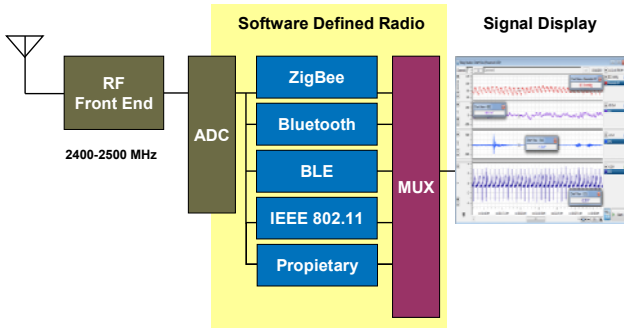 Software Defined Radio
Signal Display
RF
Front End
2400-2500 MHz
ADC
ZigBee
Bluetooth
BLE
IEEE 802.11
Propietary
MUX